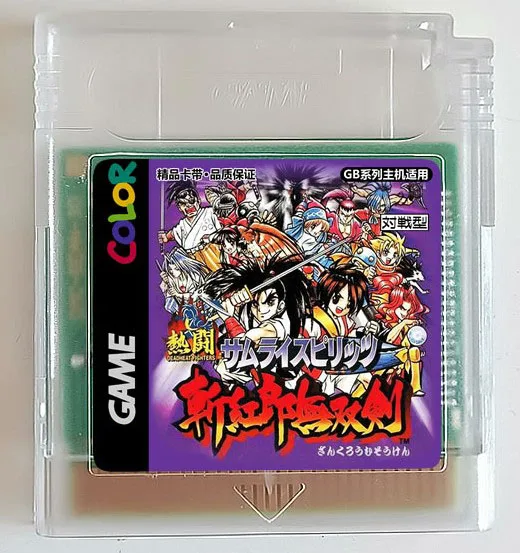 GAME COLOR
精品卡带·品质保证
GB系列主机适用
対戦型
熱闘
DEADHEAT FIGHTERS
サムライスピリッツ
斬紅郎無双剣
TM
ざんくろうむそうけん